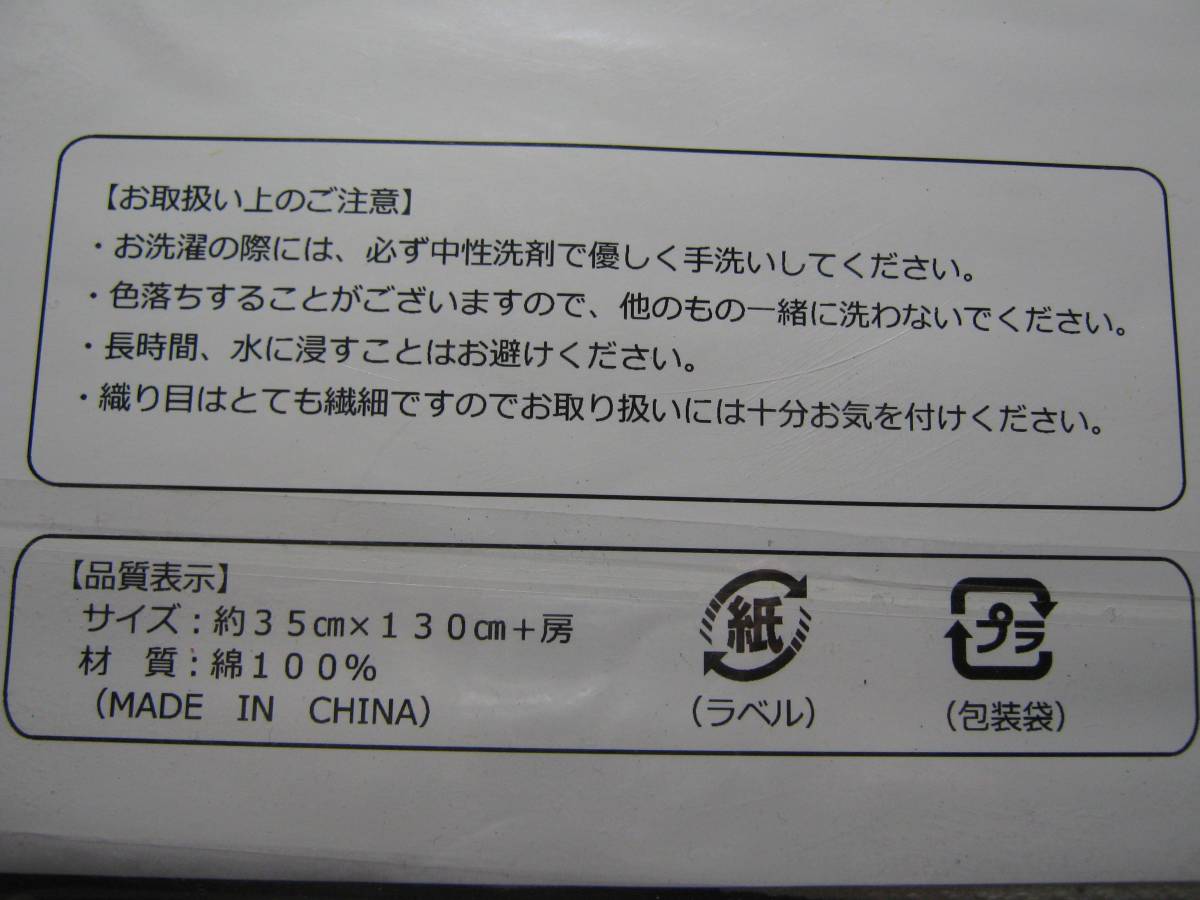 【お取扱い上のご注意】
・お洗濯の際には、必ず中性洗剤で優しく手洗いしてください。
・色落ちすることがございますので、他のもの一緒に洗わないでください。
・長時間、水に浸すことはお避けください。
・織り目はとても繊細ですのでお取り扱いには十分お気を付けください。
【品質表示】
サイズ：約３５㎝×１３０㎝＋房
材　質：綿１００％
（MADE　IN　CHINA）
紙
（ラベル）
プラ
（包装袋）